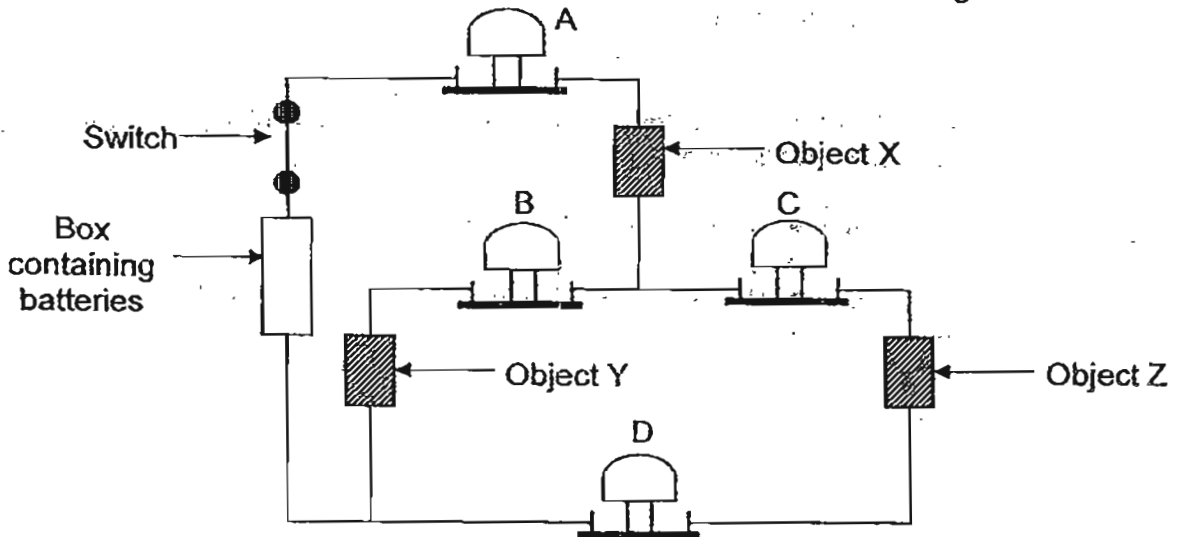 A
Switch
Object X
B
C
Box
containing
batteries
Object Y
Object Z
D